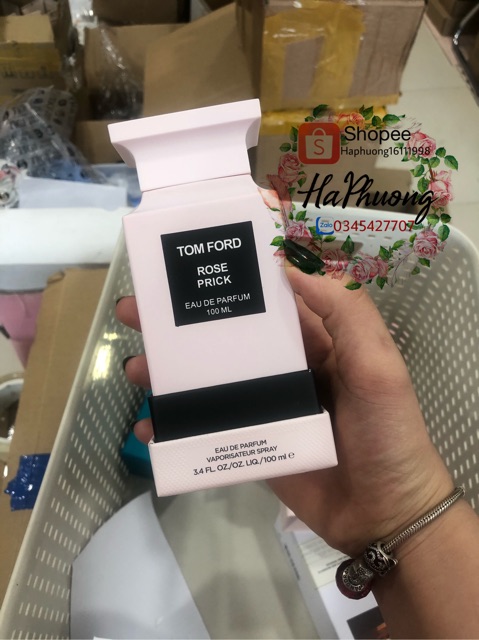 Shopee
Haphuong16111998
HaPhuong
Zalo 0345427707
TOM FORD
ROSE
PRICK
EAU DE PARFUM
100 ML
EAU DE PARFUM
VAPORISATEUR SPRAY
3.4 FL. OZ./OZ. LIQ./100 ml e